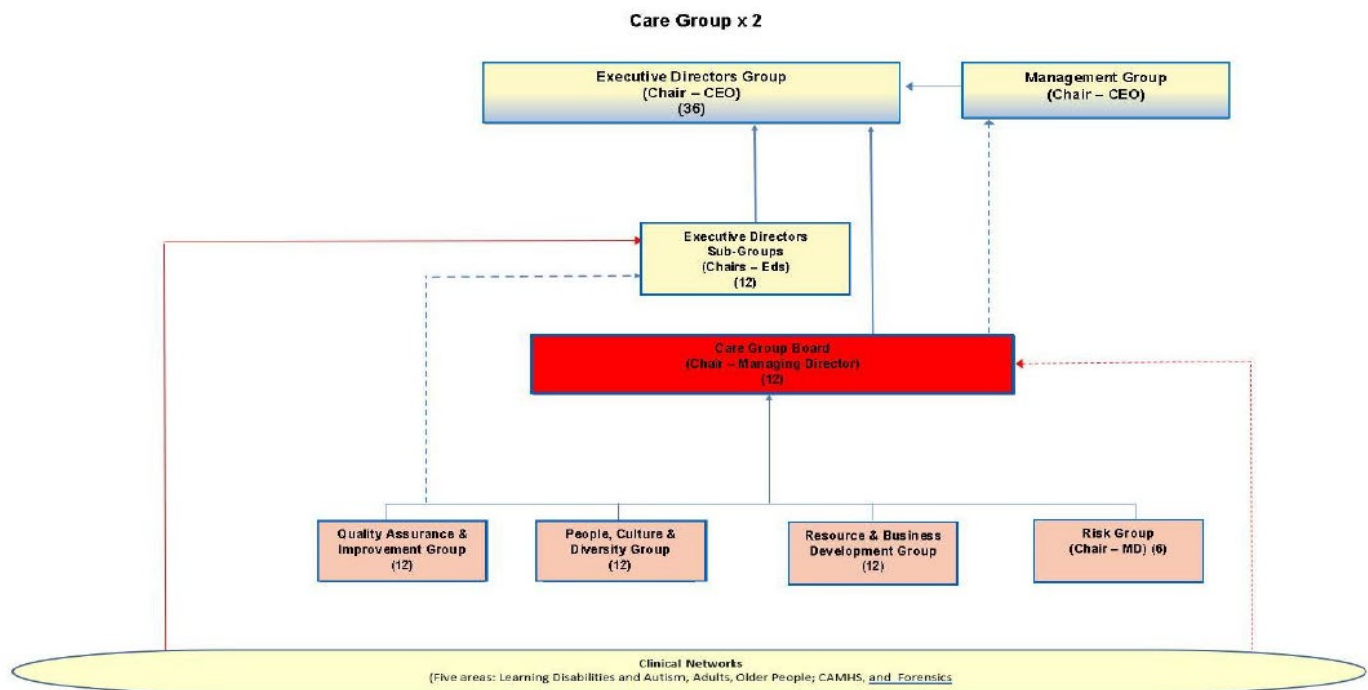 Care Group x 2
Executive Directors Group
(Chair – CEO)
(36)
Management Group
(Chair – CEO)
Executive Directors
Sub-Groups
(Chairs – Eds)
(12)
Care Group Board
(Chair – Managing Director)
(12)
Quality Assurance &
Improvement Group
(12)
People, Culture &
Diversity Group
(12)
Resource & Business
Development Group
(12)
Risk Group
(Chair – MD) (6)
Clinical Networks
(Five areas: Learning Disabilities and Autism, Adults, Older People; CAMHS, and Forensics